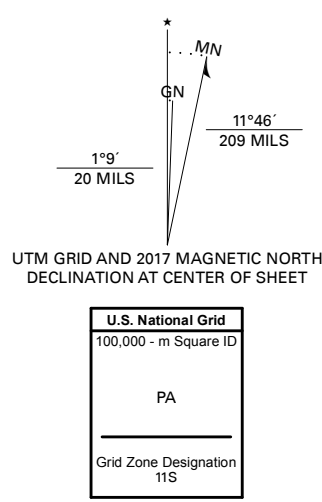 ★
MN
GN
11°46´
209 MILS
1°9´
20 MILS
UTM GRID AND 2017 MAGNETIC NORTH
DECLINATION AT CENTER OF SHEET
U.S. National Grid
100,000 - m Square ID
PA
Grid Zone Designation
11S